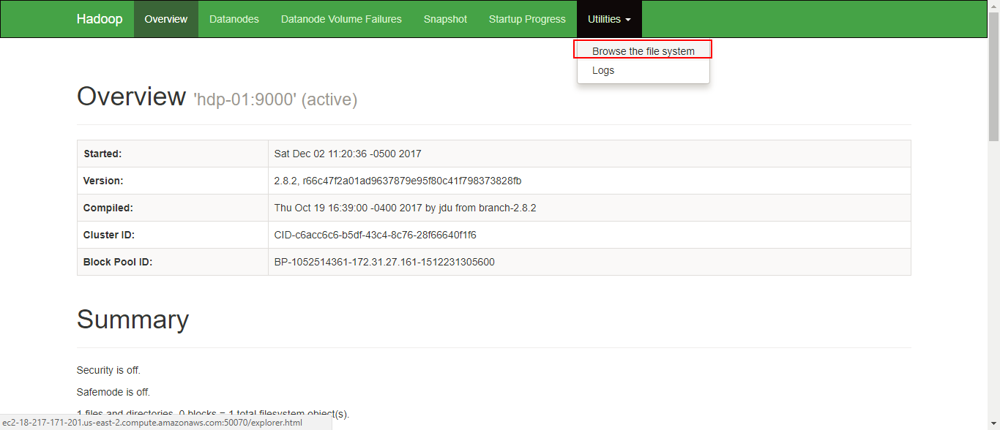 Hadoop Overview Datanodes Datanode Volume Failures Snapshot Startup Progress Utilities
Browse the file system
Logs
Overview 'hdp-01:9000' (active)
Started: Sat Dec 02 11:20:36 -0500 2017
Version: 2.8.2, r66c47f2a01ad9637879e95f80c41f798373828fb
Compiled: Thu Oct 19 16:39:00 -0400 2017 by jdu from branch-2.8.2
Cluster ID: CID-c6acc6c6-b5df-43c4-8c76-28f66640f1f6
Block Pool ID: BP-1052514361-172.31.27.161-1512231305600
Summary
Security is off.
Safemode is off.
1 files and directories, 0 blocks = 1 total filesystem object(s).
ec2-18-217-171-201.us-east-2.compute.amazonaws.com:50070/explorer.html